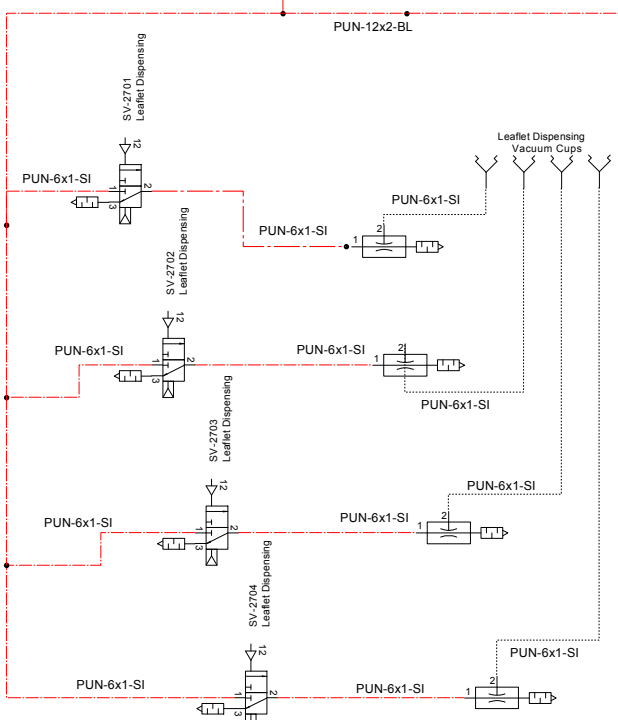 PUN-12x2-BL
SV-2701
Leaflet Dispensing
12
Leaflet Dispensing
Vacuum Cups
PUN-6x1-SI
1
2
3
PUN-6x1-SI
PUN-6x1-SI
2
1
SV-2702
Leaflet Dispensing
12
PUN-6x1-SI
1
2
3
PUN-6x1-SI
2
1
PUN-6x1-SI
SV-2703
Leaflet Dispensing
12
PUN-6x1-SI
1
2
3
PUN-6x1-SI
PUN-6x1-SI
2
1
SV-2704
Leaflet Dispensing
12
PUN-6x1-SI
1
2
3
PUN-6x1-SI
PUN-6x1-SI
2
1